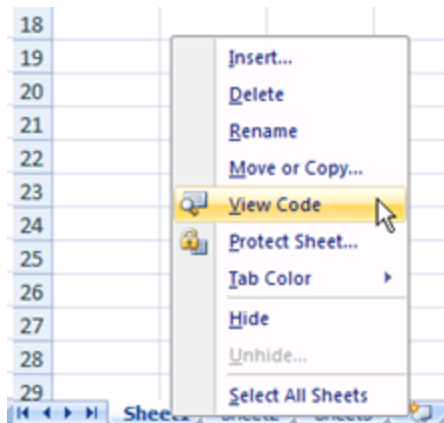 18
19
Insert...
20
Delete
21
Rename
22
Move or Copy...
23
View Code
24
Protect Sheet...
25
Tab Color
26
27
Hide
28
Unhide...
29
Select All Sheets
Sheet1